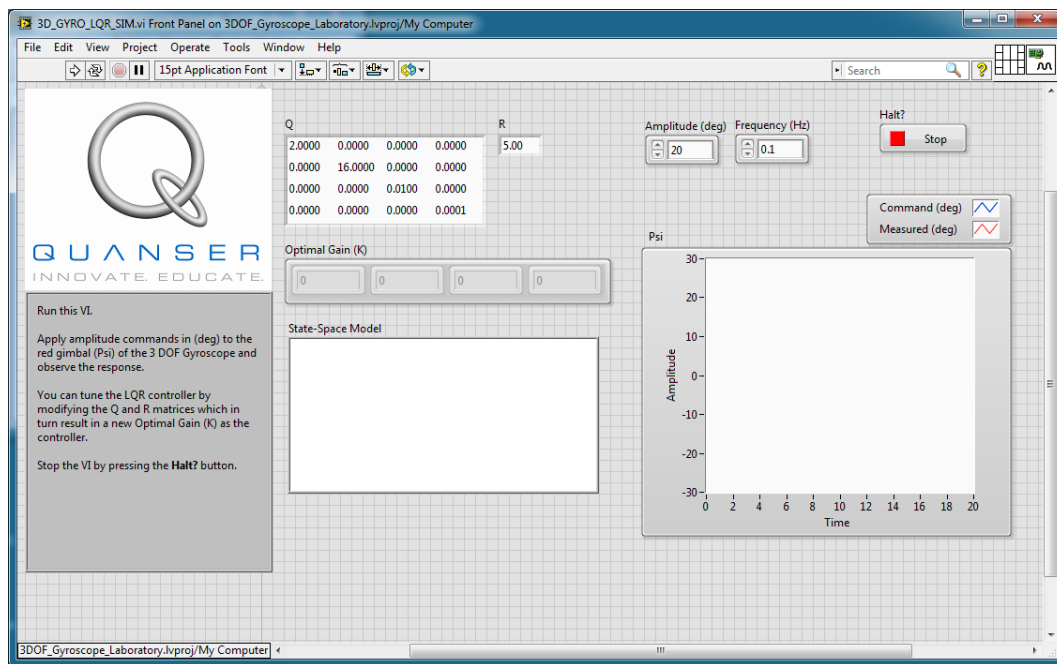 3D_GYRO_LQR_SIM.vi Front Panel on 3DOF_Gyroscope_Laboratory.lvproj/My Computer
File Edit View Project Operate Tools Window Help
15pt Application Font
Search
QUANSER
INNOVATE. EDUCATE.
Run this VI.
Apply amplitude commands in (deg) to the
red gimbal (Psi) of the 3 DOF Gyroscope and
observe the response.
You can tune the LQR controller by
modifying the Q and R matrices which in
turn result in a new Optimal Gain (K) as the
controller.
Stop the VI by pressing the Halt? button.
Q
2.0000 0.0000 0.0000 0.0000
0.0000 16.0000 0.0000 0.0000
0.0000 0.0000 0.0100 0.0000
0.0000 0.0000 0.0000 0.0001
R
5.00
Optimal Gain (K)
0 0 0 0
State-Space Model
Amplitude (deg)
20
Frequency (Hz)
0.1
Halt?
Stop
Command (deg)
Measured (deg)
Psi
30
20
10
0
-10
-20
-30
Amplitude
0 2 4 6 8 10 12 14 16 18 20
Time
3DOF_Gyroscope_Laboratory.lvproj/My Computer